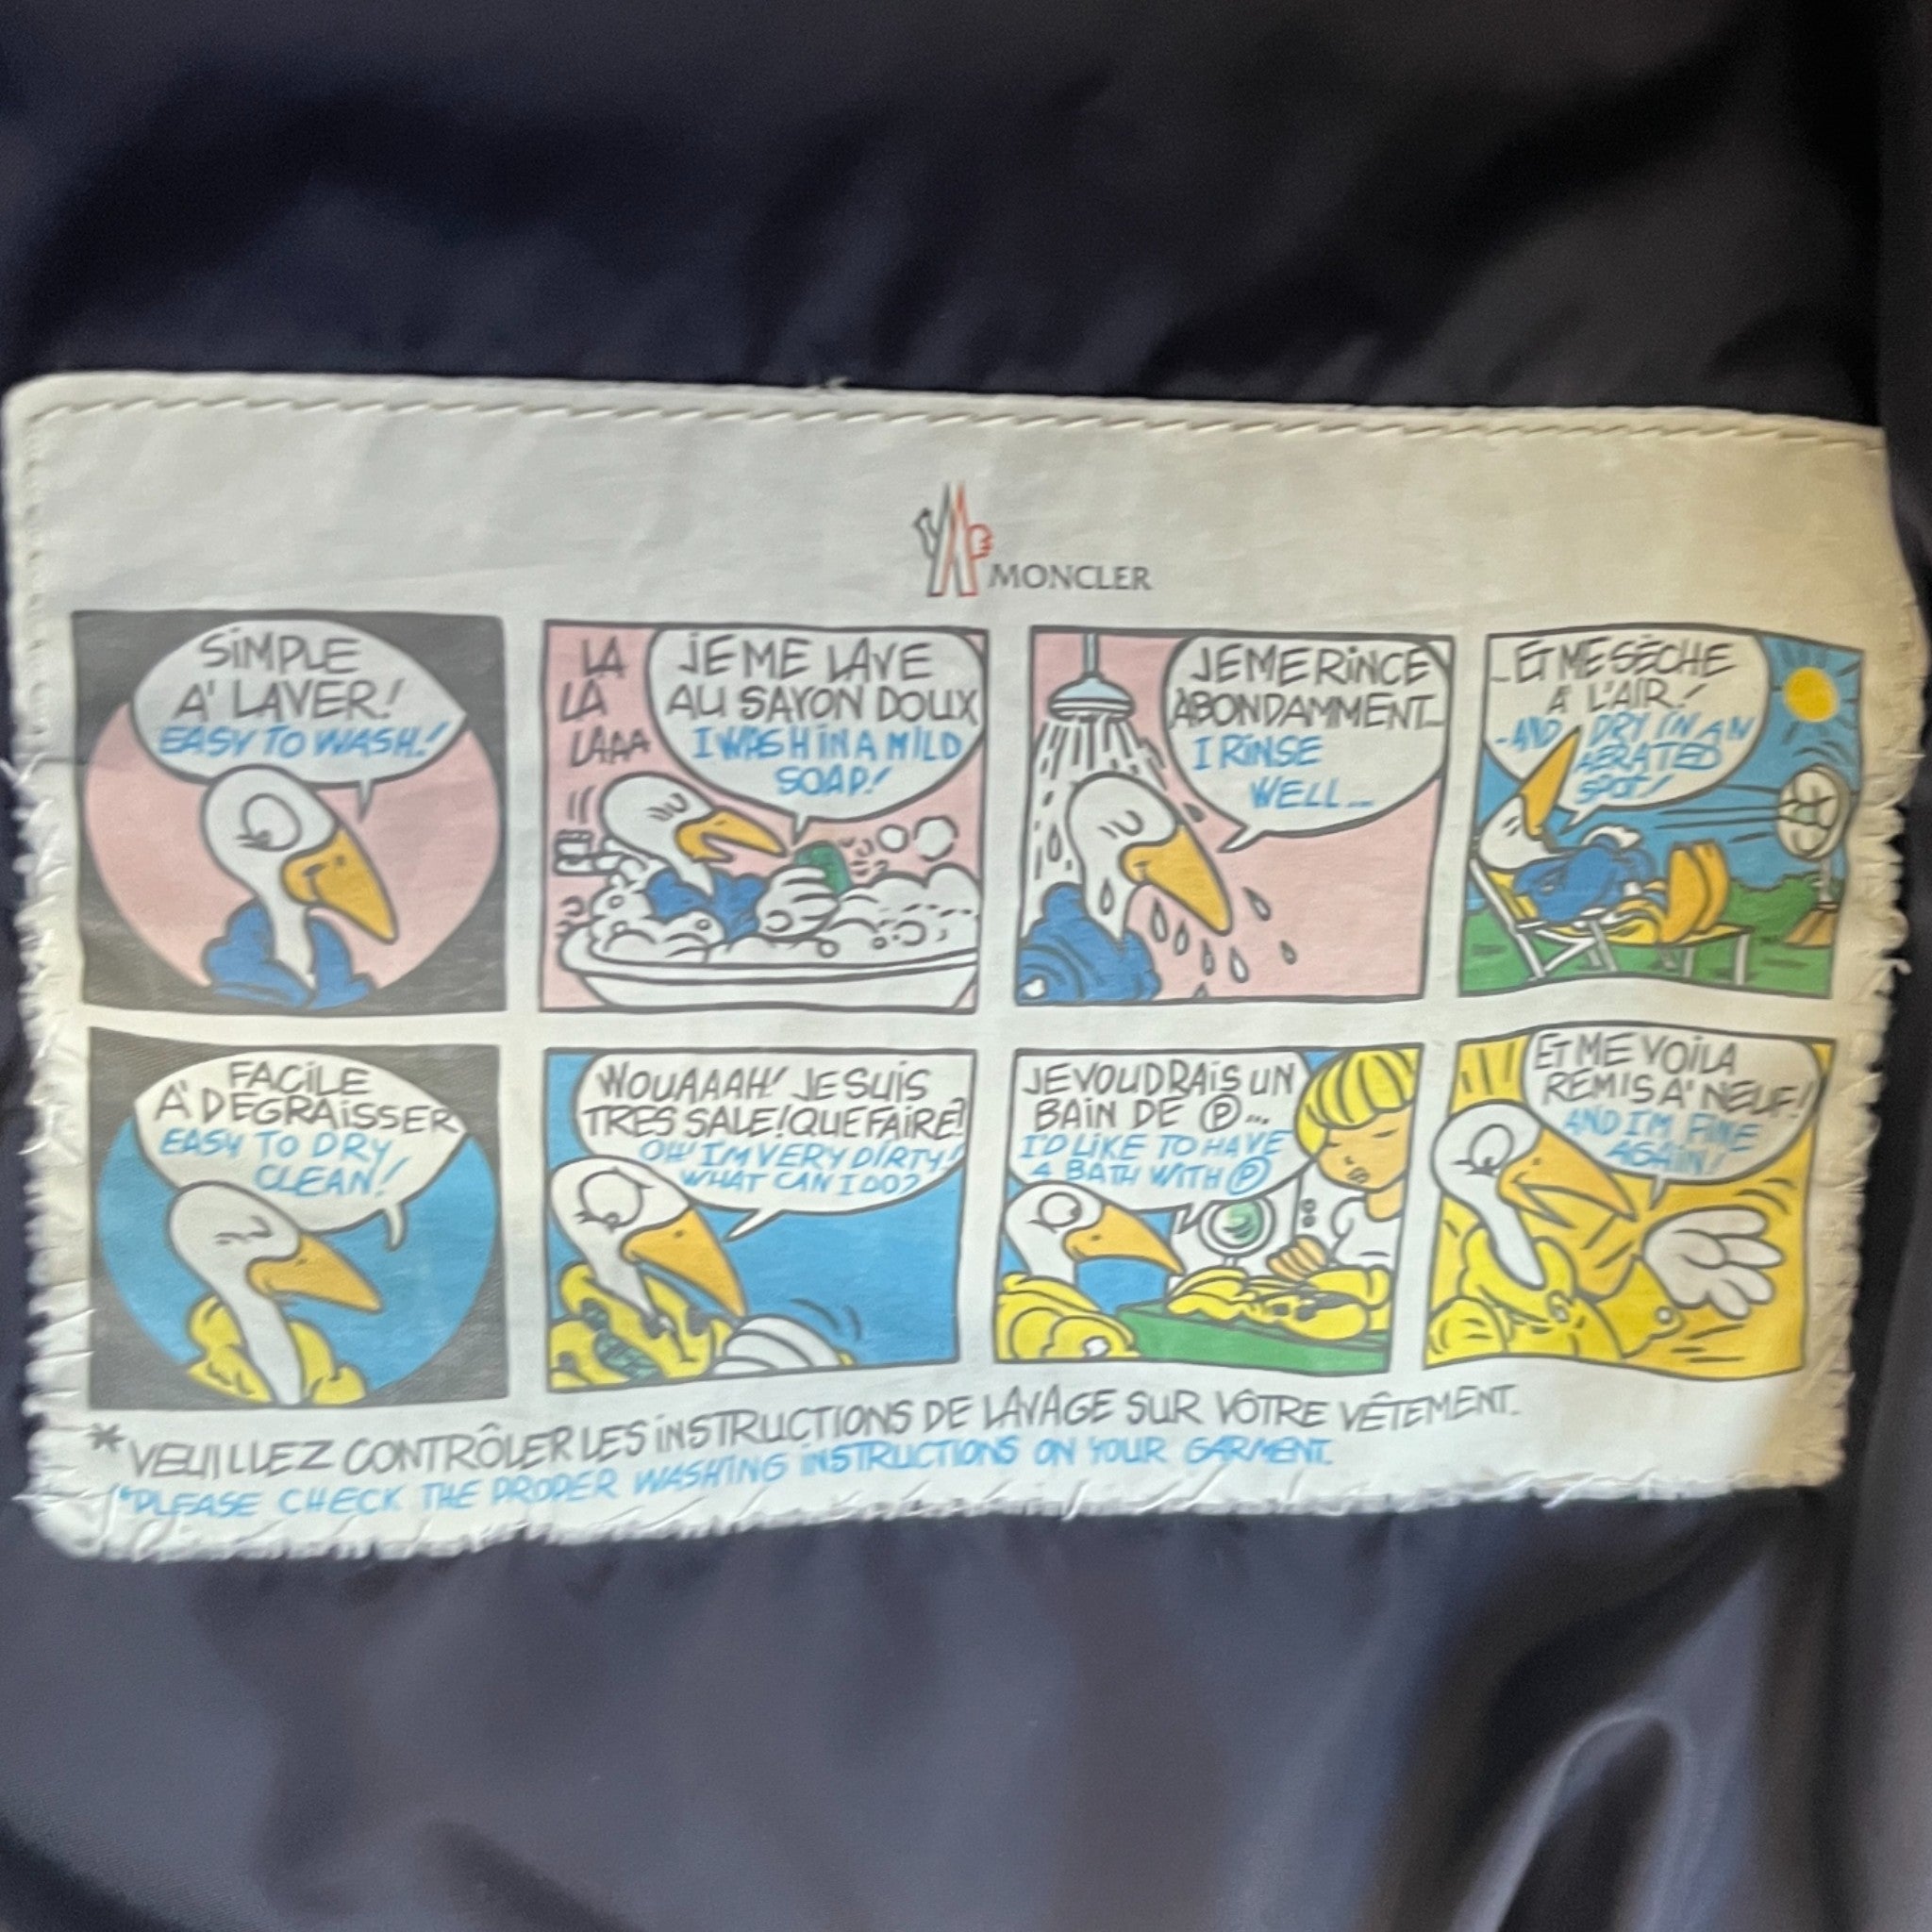 MONCLER
SiMPLE
A' LAVER!
EASY TO WASH!
LA
LA
LAAA
JE ME LAVE
AU SAVON DOUX
I WASH iN A MILD
SOAP!
JE ME RiNCE
ABONDAMMENT...
I RiNSE
WELL...
...ET ME SÈCHE
A L'AIR!
-AND DRY IN AN
AERATED
SPOT!
FACiLE
A' DEGRAiSSER
EASY TO DRY
CLEAN!
WOUAAAH! JE SUiS
TRES SALE! QUE FAIRE?
OH I'M VERY DIRTY!
WHAT CAN I DO?
JE VOUDRAiS UN
BAIN DE Ⓟ...
I'D LiKE TO HAVE
A BATH WITH Ⓟ
ET ME VOILA
REMIS A' NEUF!
AND I'M FINE
AGAiN!
*VEUILLEZ CONTRÔLER LES iNSTRUCTIONS DE LAVAGE SUR VÔTRE VÊTEMENT.
*PLEASE CHECK THE PROPER WASHING iNSTRUCTIONS ON YOUR GARMENT.